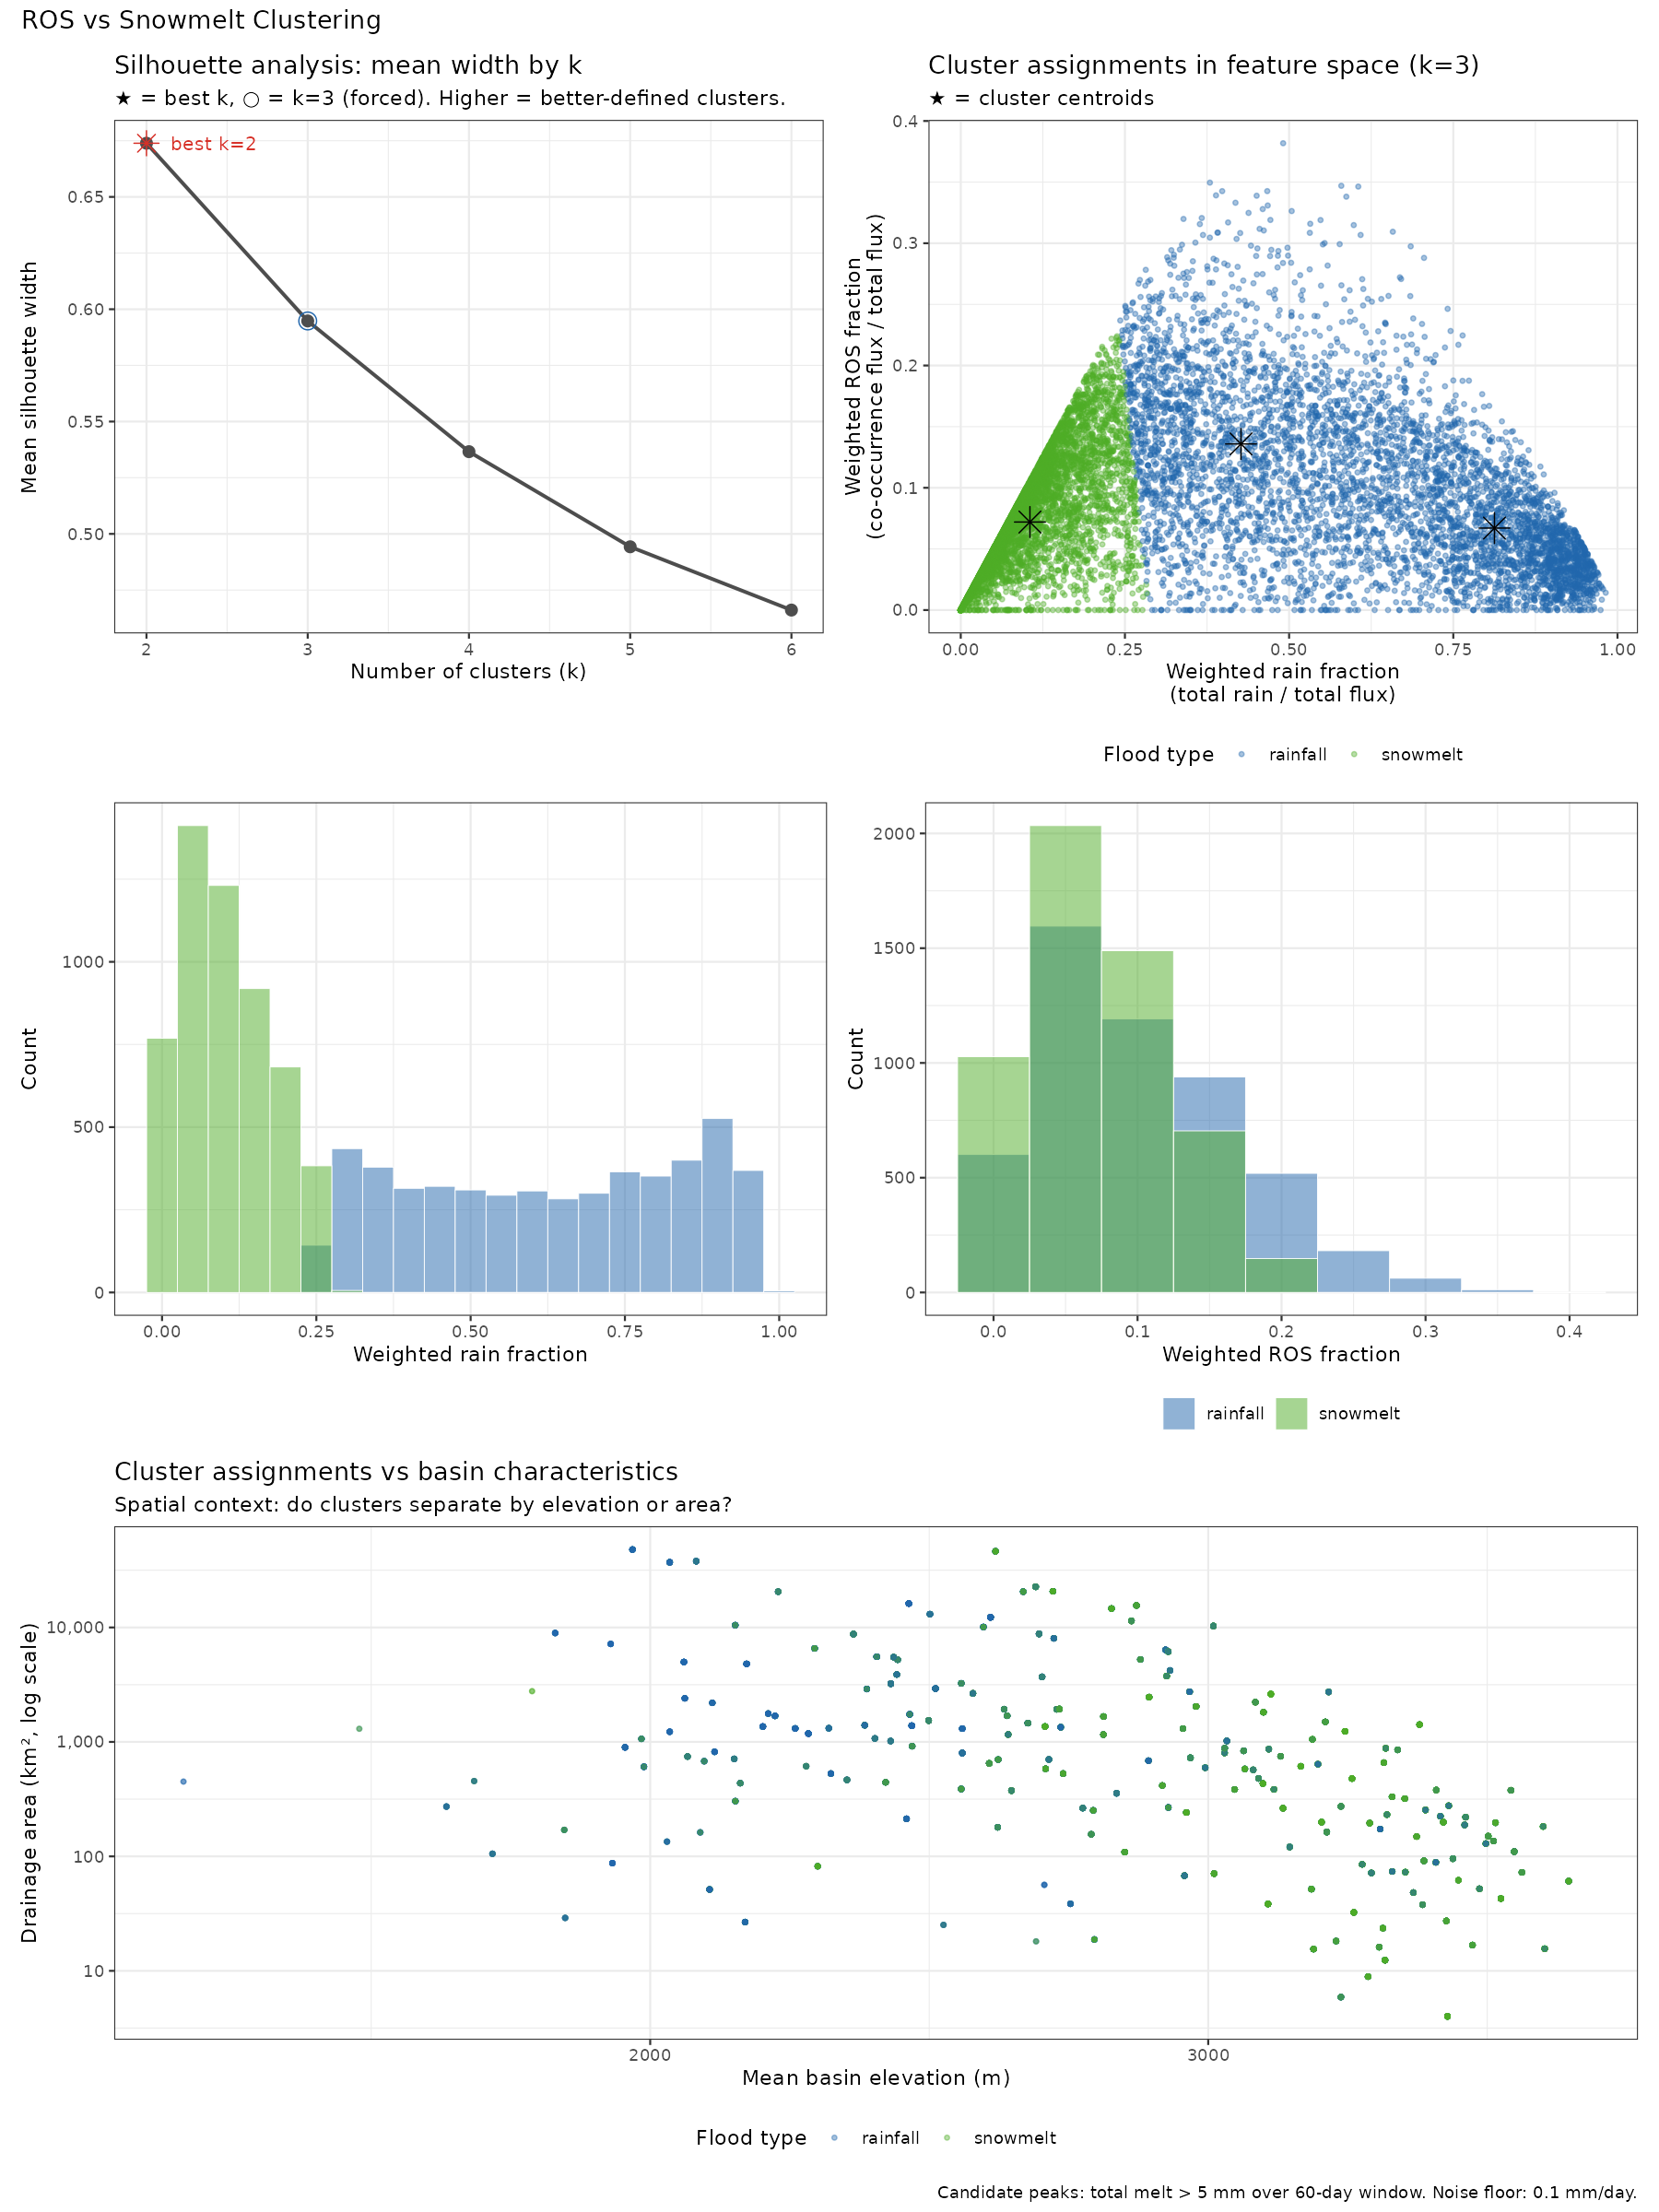 ROS vs Snowmelt Clustering
Silhouette analysis: mean width by k
★ = best k, ○ = k=3 (forced). Higher = better-defined clusters.
best k=2
0.65
0.60
0.55
0.50
2
3
4
5
6
Mean silhouette width
Number of clusters (k)
Cluster assignments in feature space (k=3)
★ = cluster centroids
0.4
0.3
0.2
0.1
0.0
0.00
0.25
0.50
0.75
1.00
Weighted ROS fraction
(co-occurrence flux / total flux)
Weighted rain fraction
(total rain / total flux)
Flood type
rainfall
snowmelt
1000
500
0
0.00
0.25
0.50
0.75
1.00
Count
Weighted rain fraction
2000
1500
1000
500
0
0.0
0.1
0.2
0.3
0.4
Count
Weighted ROS fraction
rainfall
snowmelt
Cluster assignments vs basin characteristics
Spatial context: do clusters separate by elevation or area?
10,000
1,000
100
10
2000
3000
Drainage area (km², log scale)
Mean basin elevation (m)
Flood type
rainfall
snowmelt
Candidate peaks: total melt > 5 mm over 60-day window. Noise floor: 0.1 mm/day.